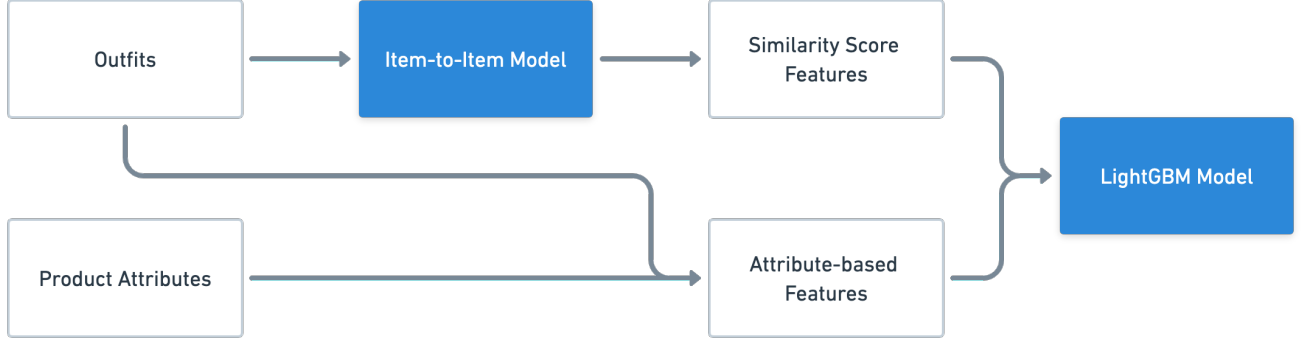 Outfits
Item-to-Item Model
Similarity Score
Features
LightGBM Model
Product Attributes
Attribute-based
Features